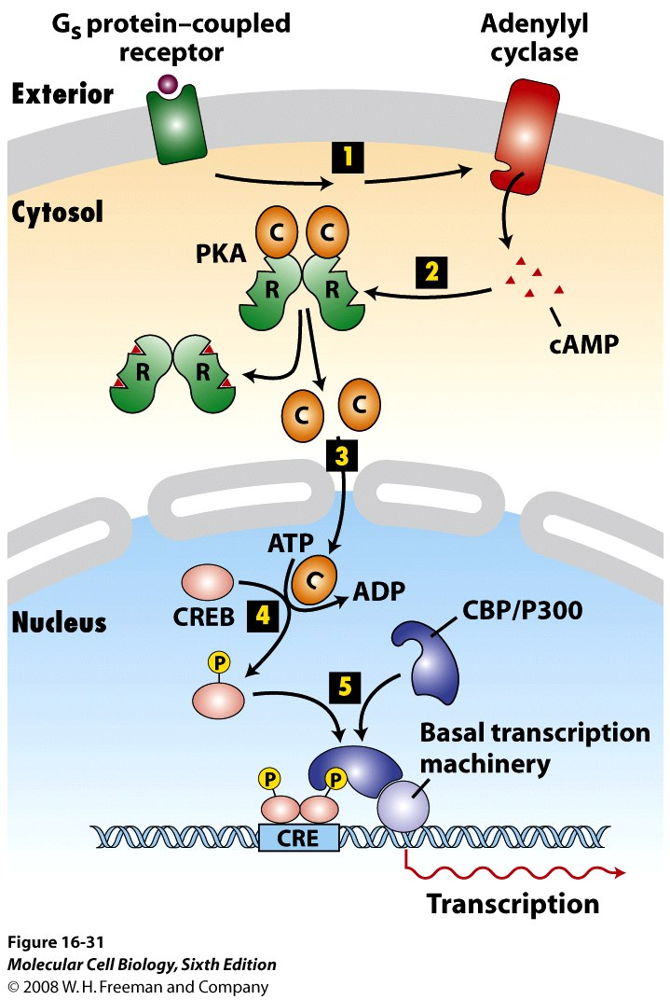 Gs protein–coupled
receptor
Adenylyl
cyclase
Exterior
1
Cytosol
C C
PKA
2
R R
cAMP
R R
C C
3
ATP
C
ADP
CREB
4
CBP/P300
Nucleus
P
5
Basal transcription
machinery
P P
CRE
Transcription
Figure 16-31
Molecular Cell Biology, Sixth Edition
© 2008 W. H. Freeman and Company